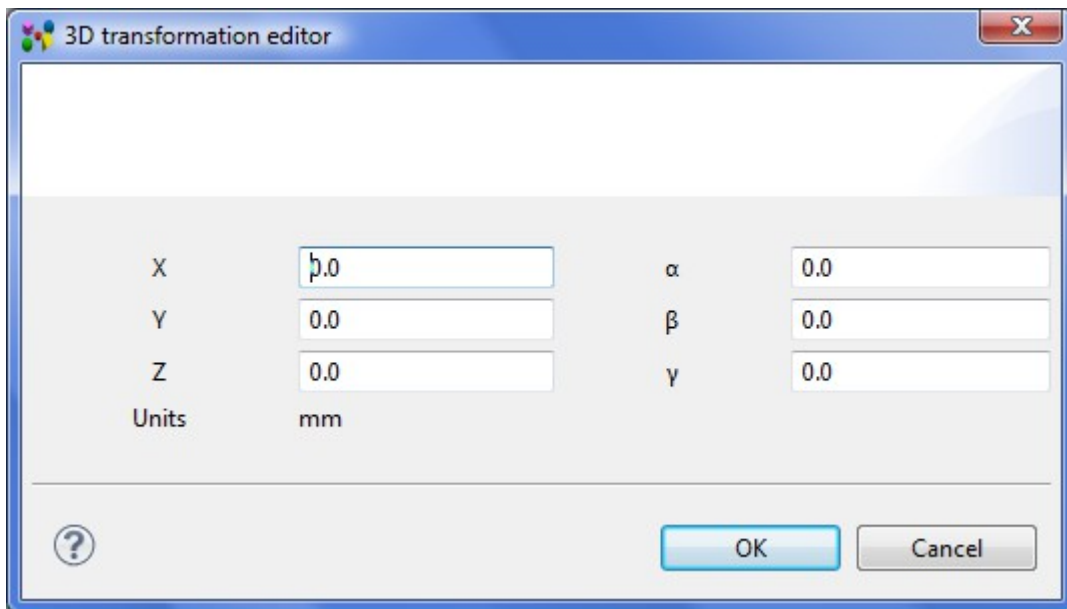 3D transformation editor
X 0.0 α 0.0
Y 0.0 β 0.0
Z 0.0 γ 0.0
Units mm
?
OK Cancel